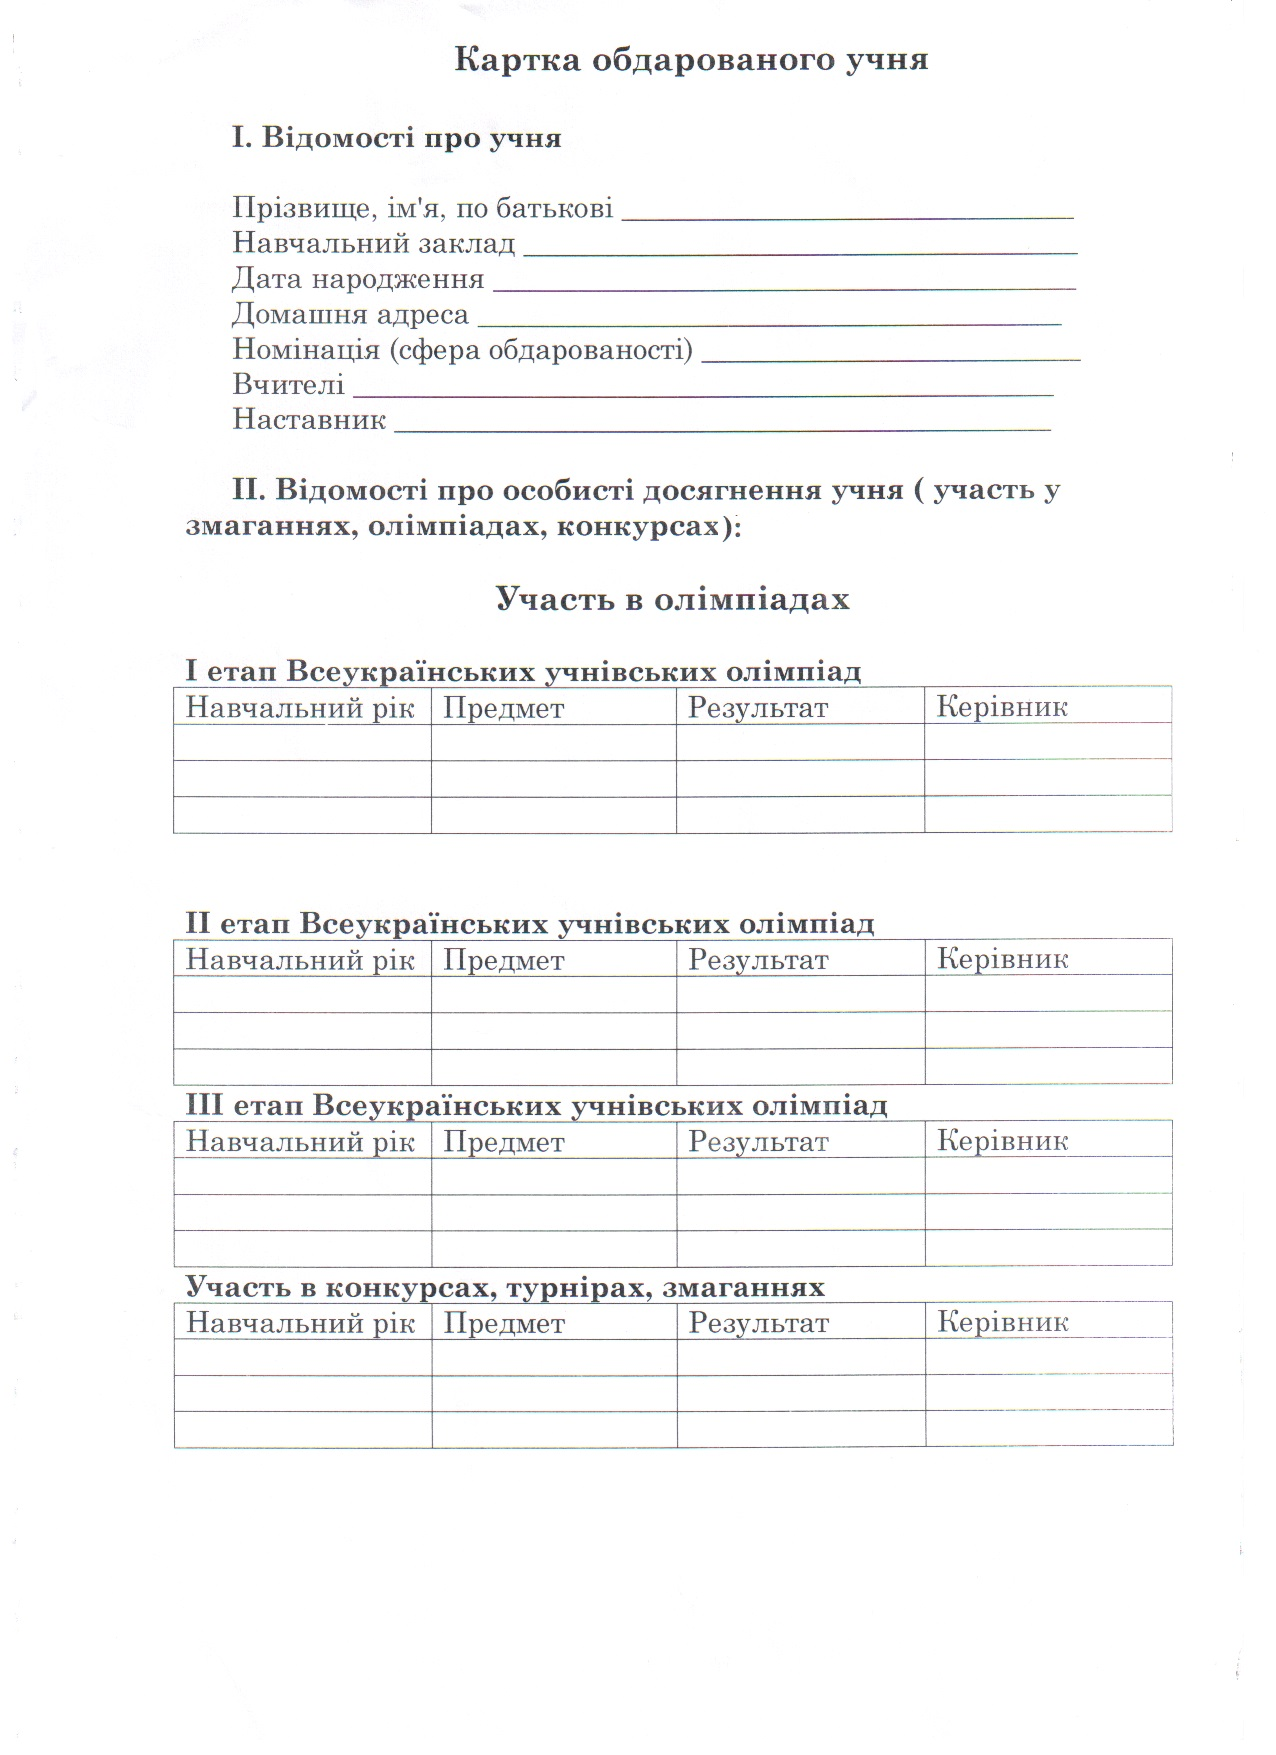 Картка обдарованого учня
І. Відомості про учня
Прізвище, ім'я, по батькові
Навчальний заклад
Дата народження
Домашня адреса
Номінація (сфера обдарованості)
Вчителі
Наставник
ІІ. Відомості про особисті досягнення учня ( участь у
змаганнях, олімпіадах, конкурсах):
Участь в олімпіадах
І етап Всеукраїнських учнівських олімпіад
Навчальний рік Предмет Результат Керівник
ІІ етап Всеукраїнських учнівських олімпіад
Навчальний рік Предмет Результат Керівник
ІІІ етап Всеукраїнських учнівських олімпіад
Навчальний рік Предмет Результат Керівник
Участь в конкурсах, турнірах, змаганнях
Навчальний рік Предмет Результат Керівник